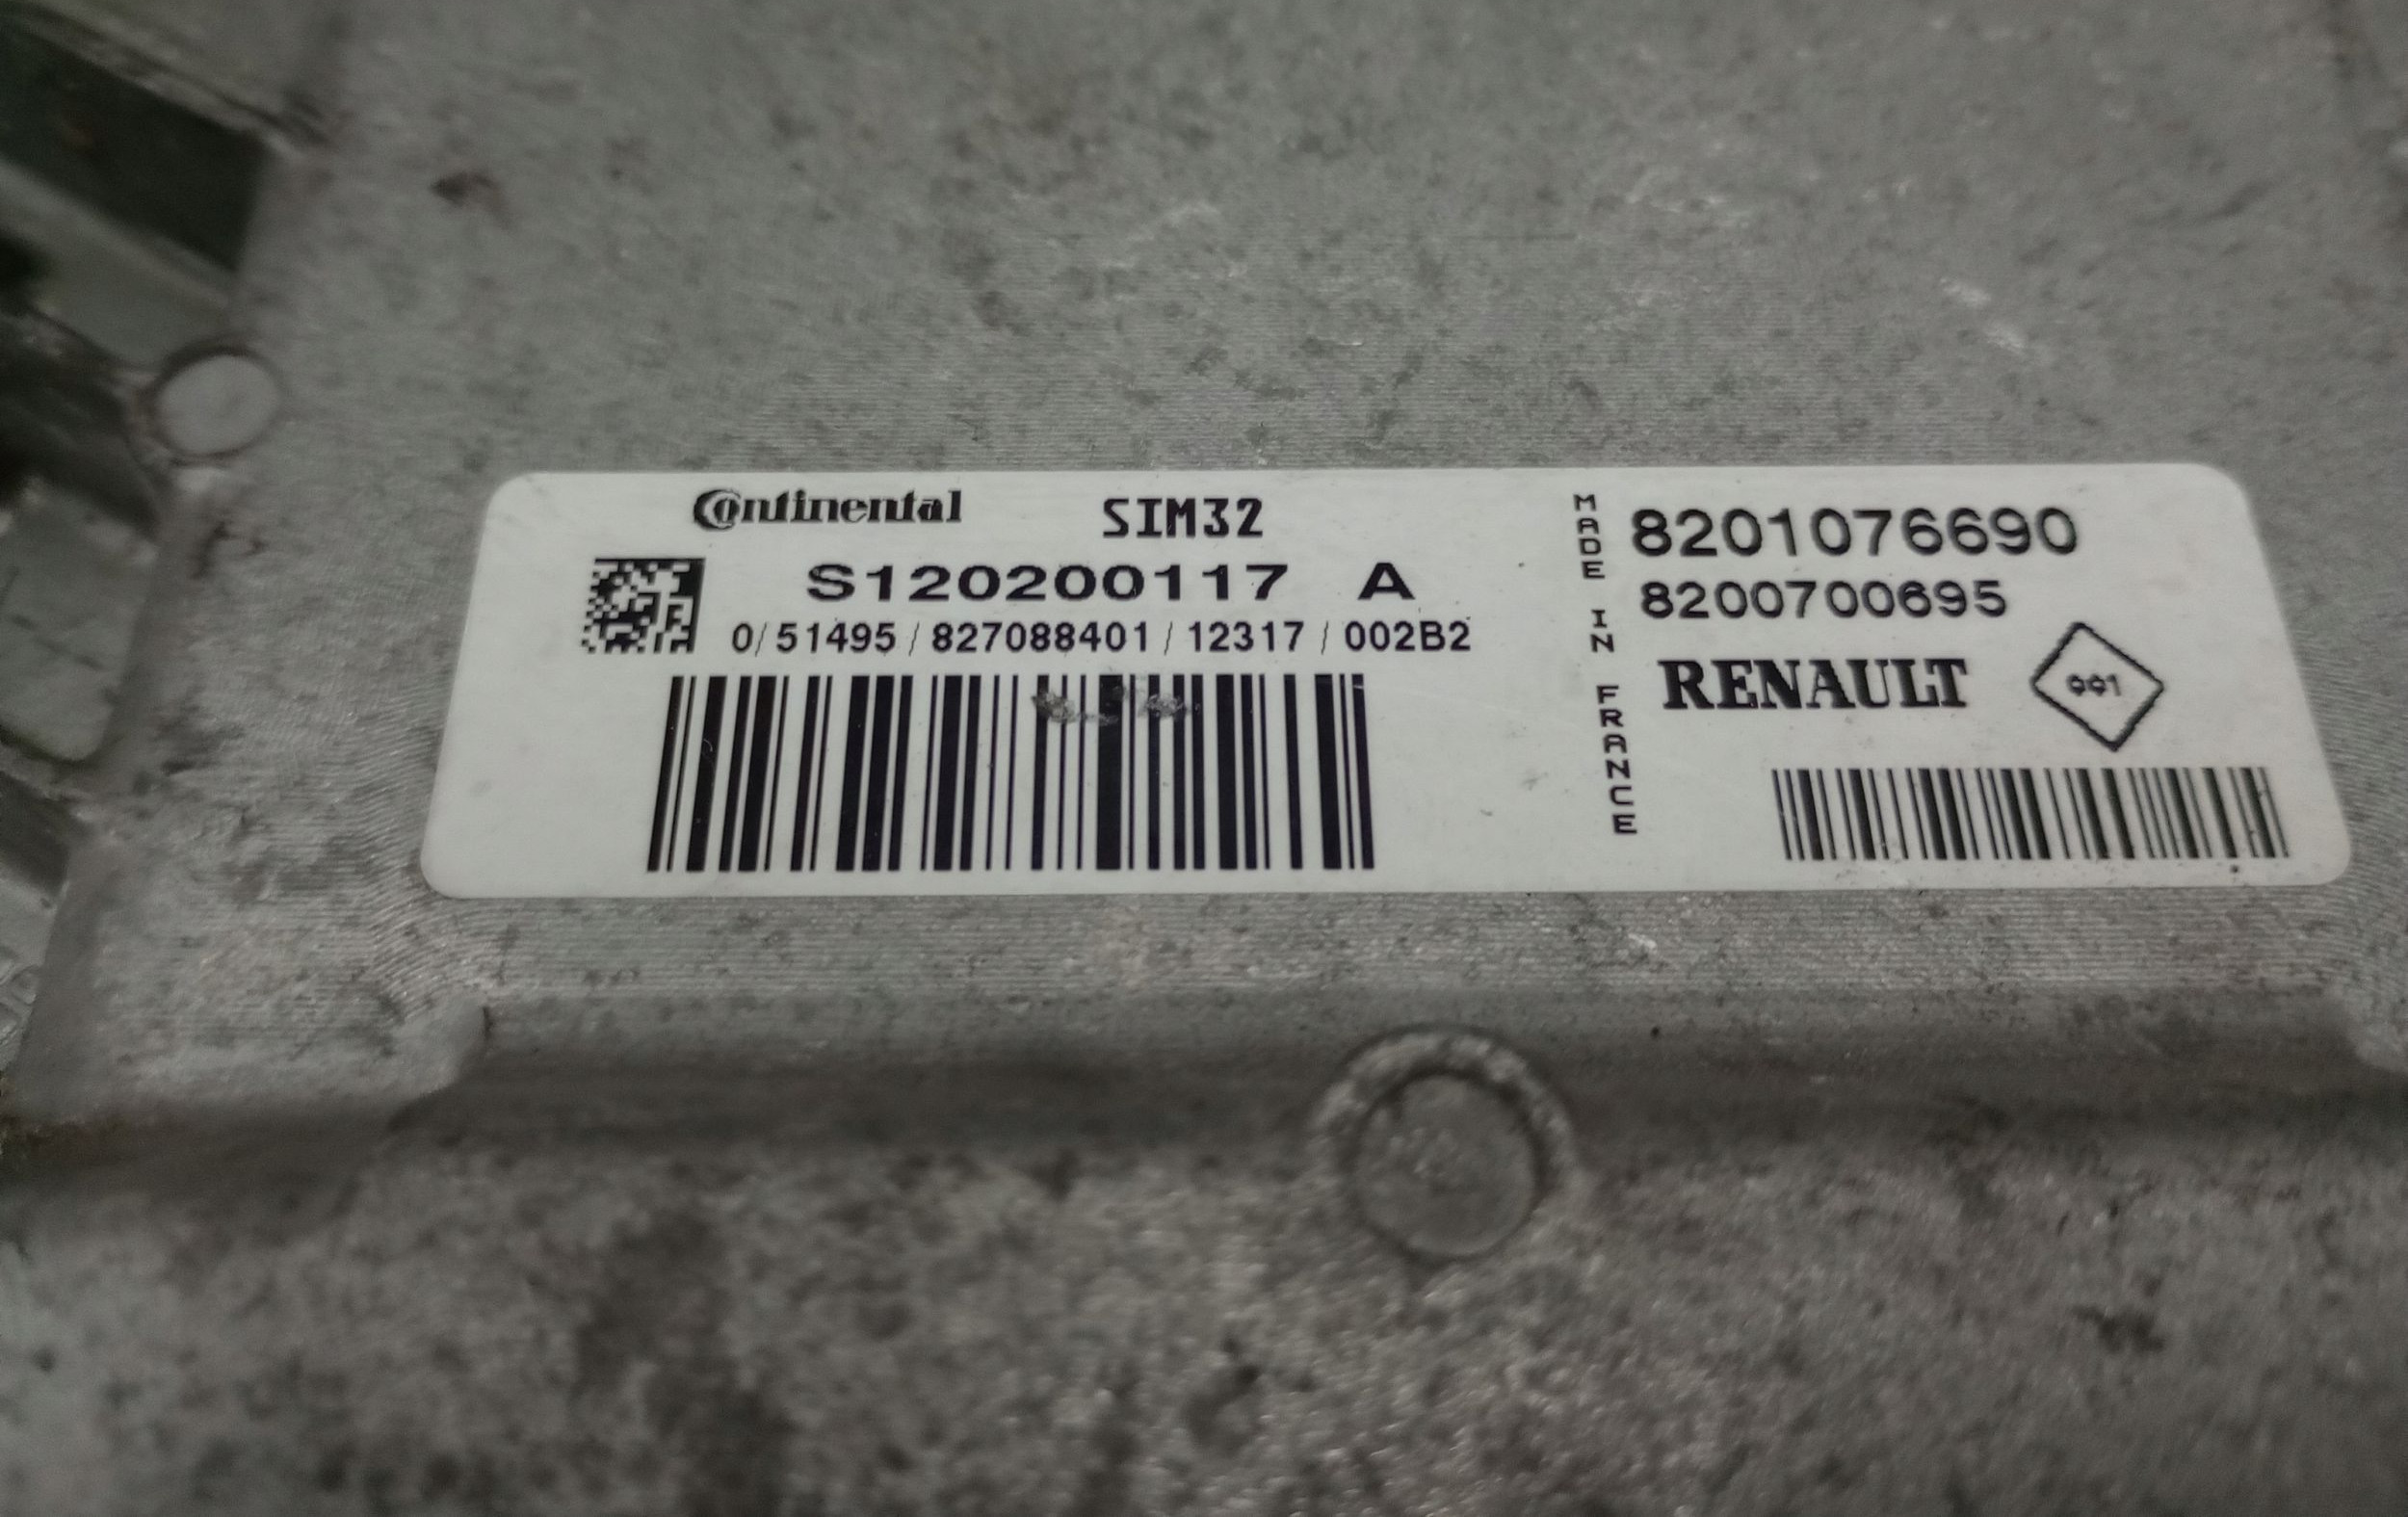 Continental SIM32
S120200117 A
0/51495/827088401/12317/002B2
MADE IN FRANCE
8201076690
8200700695
RENAULT